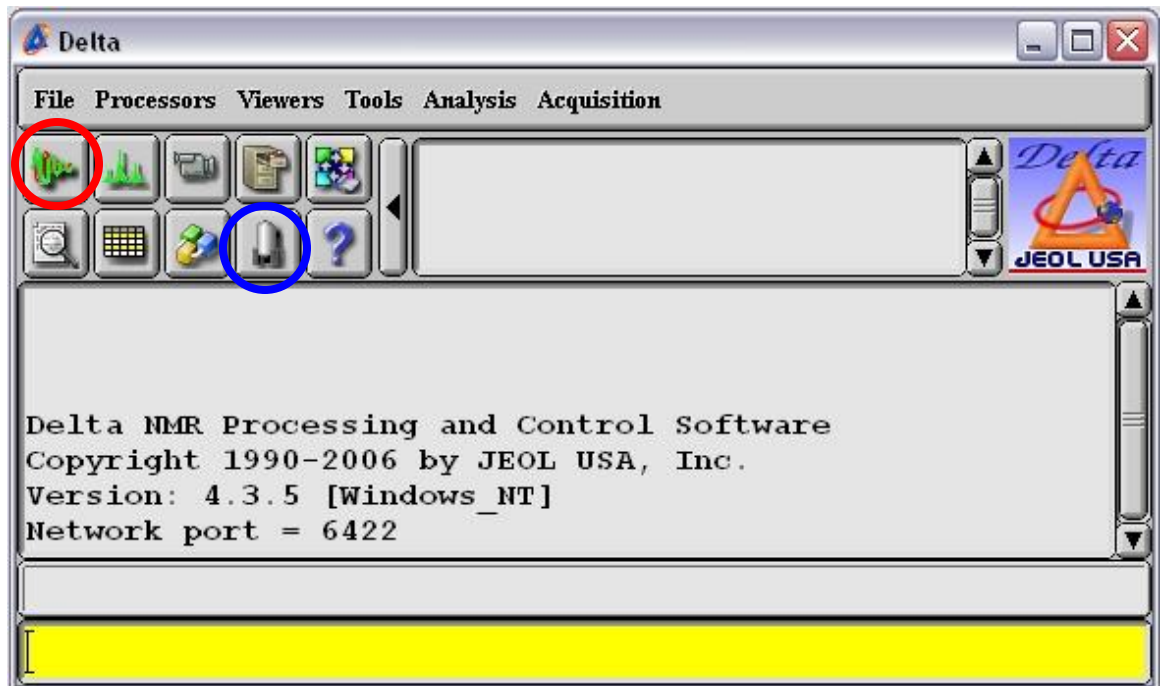 Delta
File Processors Viewers Tools Analysis Acquisition
Delta
JEOL USA
?
Delta NMR Processing and Control Software
Copyright 1990-2006 by JEOL USA, Inc.
Version: 4.3.5 [Windows_NT]
Network port = 6422